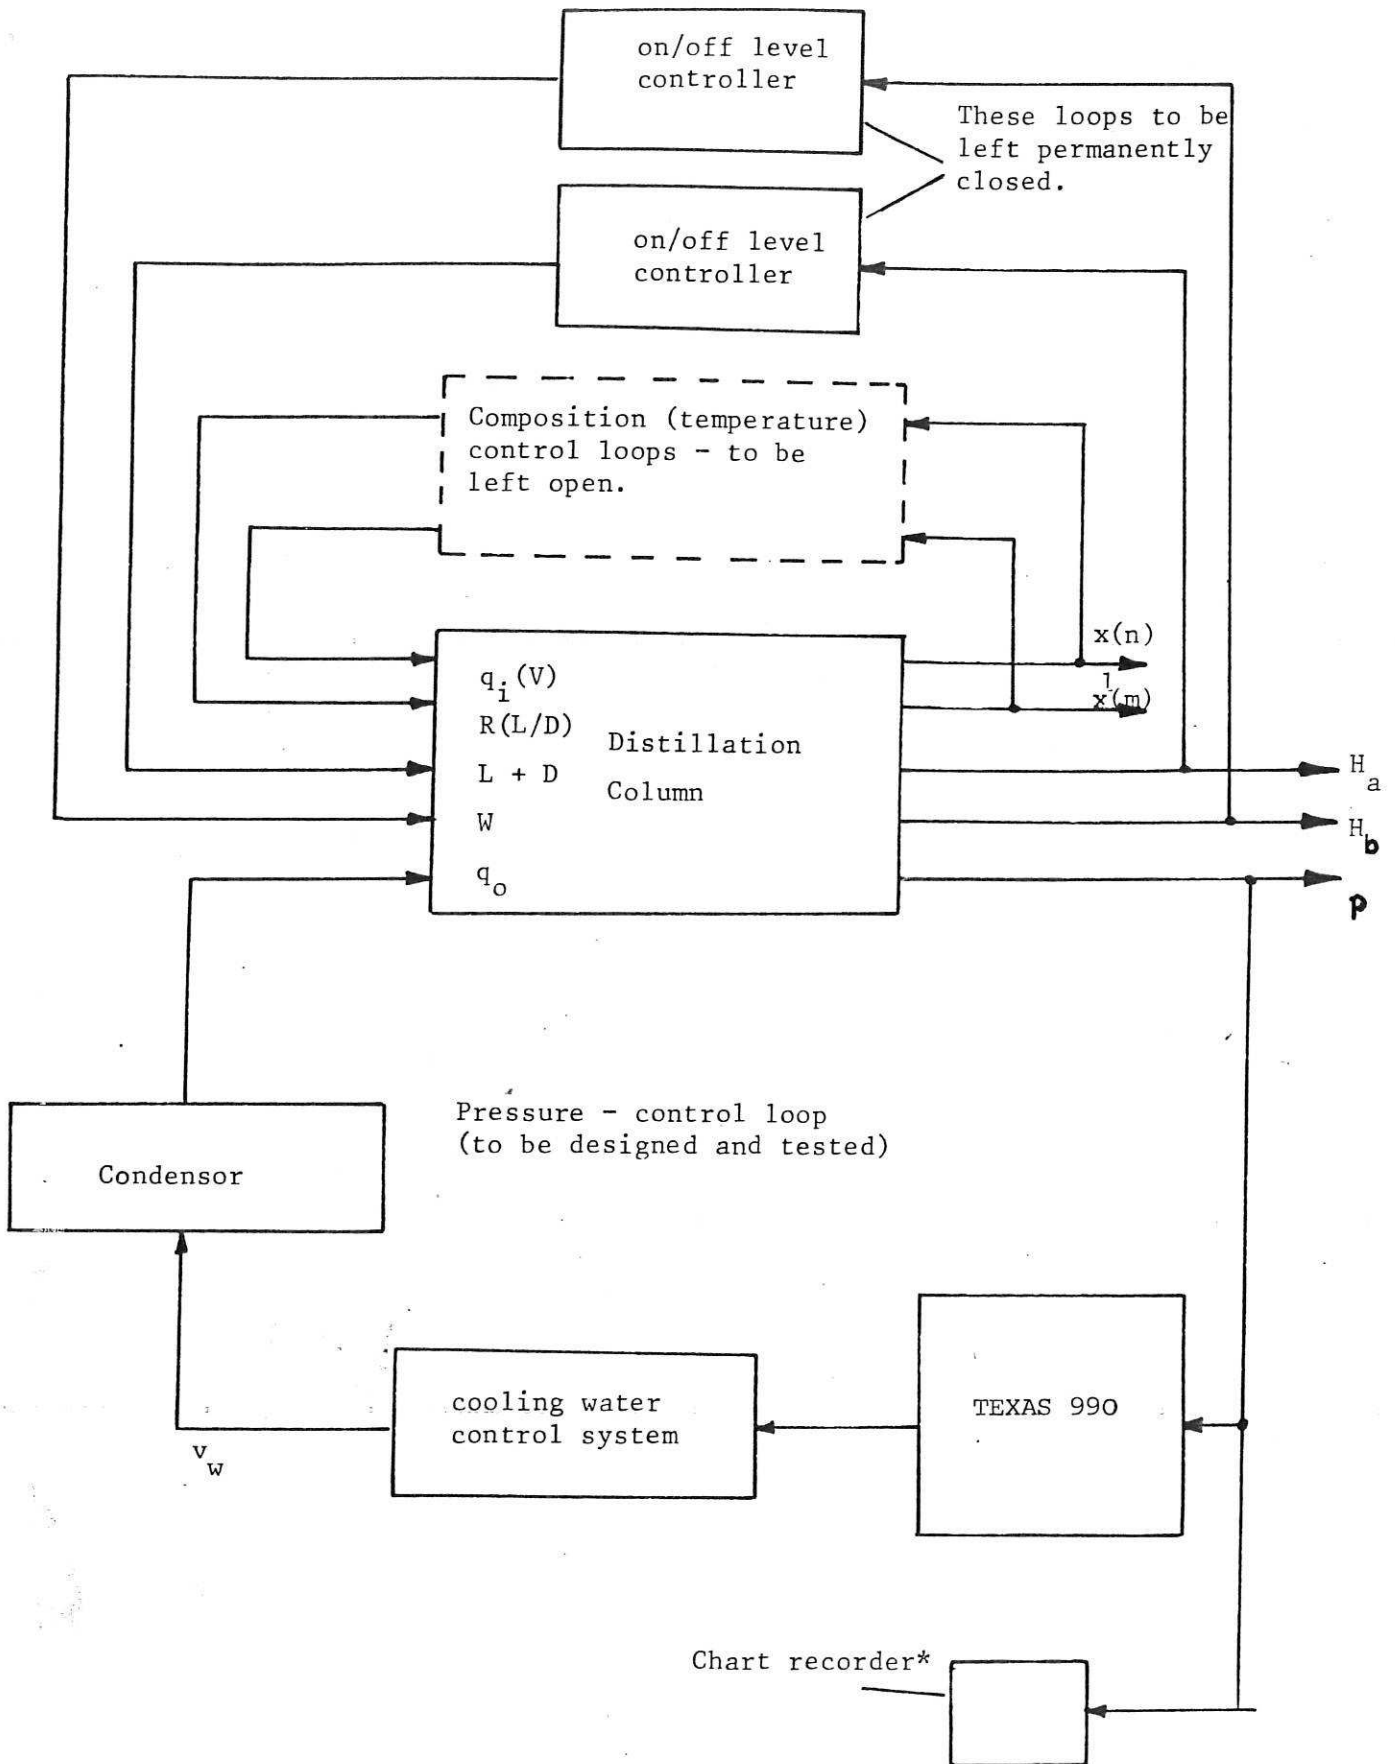 on/off level
controller
These loops to be
left permanently
closed.
on/off level
controller
Composition (temperature)
control loops - to be
left open.
x(n)
x¹(m)
q_i(V)
R(L/D)
L + D
W
q_o
Distillation
Column
H_a
H_b
P
Pressure - control loop
(to be designed and tested)
Condensor
cooling water
control system
TEXAS 990
v_w
Chart recorder*